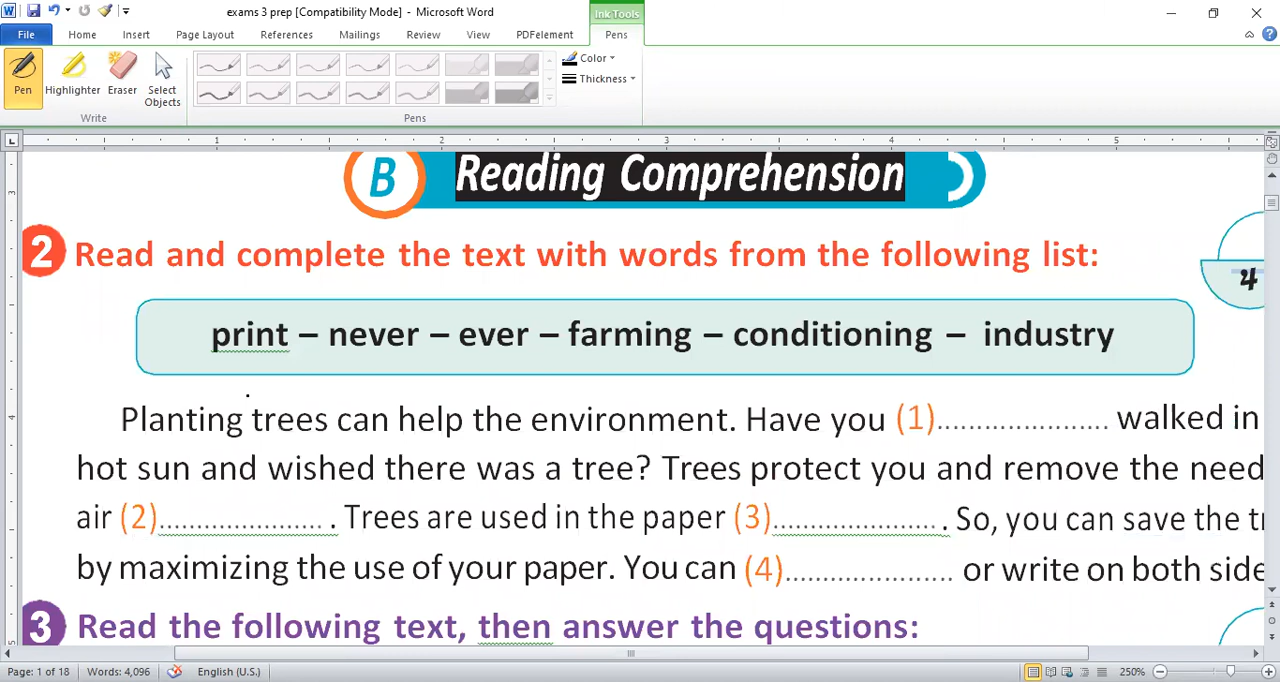 exams 3 prep [Compatibility Mode] - Microsoft Word
Ink Tools
File Home Insert Page Layout References Mailings Review View PDFelement Pens
Pen Highlighter Eraser Select Objects
Color
Thickness
Write Pens
1 2 3 4 5
B Reading Comprehension
2 Read and complete the text with words from the following list:
4
print – never – ever – farming – conditioning – industry
Planting trees can help the environment. Have you (1)....................... walked in
hot sun and wished there was a tree? Trees protect you and remove the need
air (2)...................... . Trees are used in the paper (3)...................... . So, you can save the tr
by maximizing the use of your paper. You can (4)...................... or write on both side
3 Read the following text, then answer the questions:
Page: 1 of 18 Words: 4,096 English (U.S.) 250%